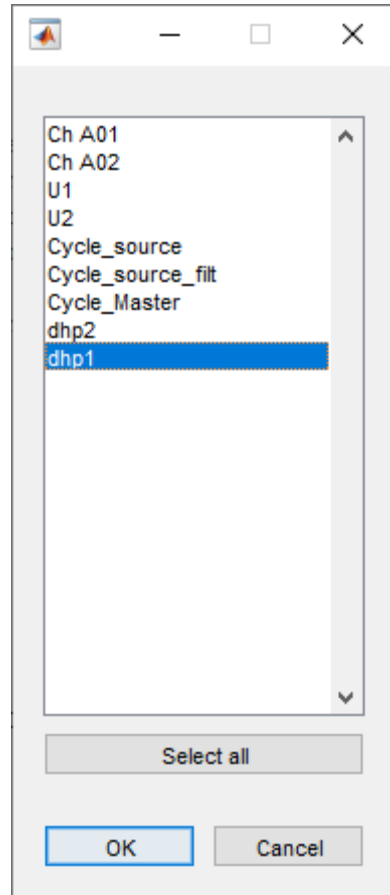 Ch A01
Ch A02
U1
U2
Cycle_source
Cycle_source_filt
Cycle_Master
dhp2
dhp1
Select all
OK Cancel